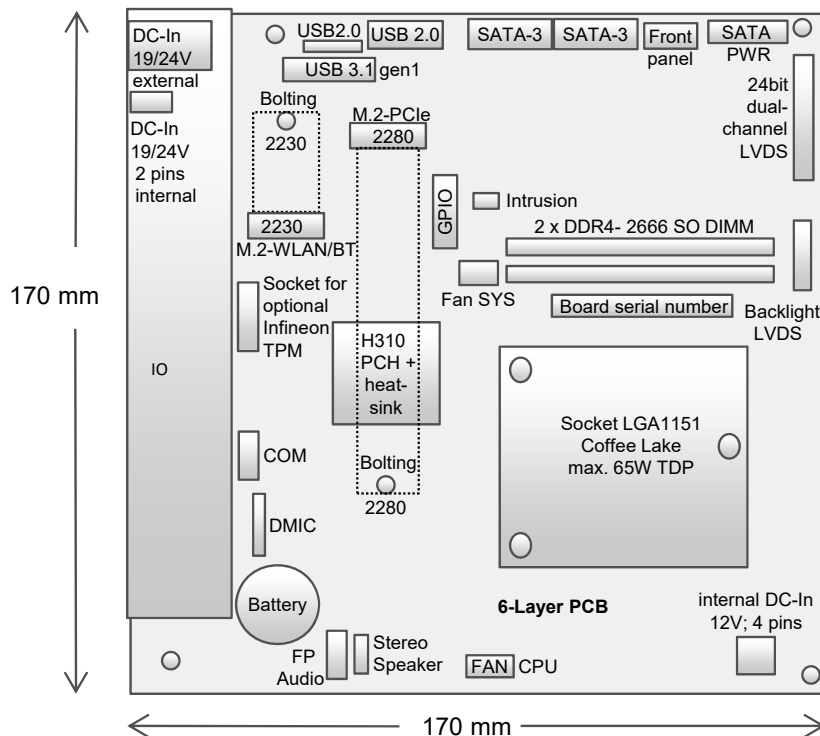 DC-In
19/24V
external
DC-In
19/24V
2 pins
internal
USB2.0
USB 2.0
USB 3.1 gen1
SATA-3
SATA-3
Front
panel
SATA
PWR
24bit
dual-
channel
LVDS
Bolting
2230
2230
M.2-WLAN/BT
M.2-PCIe
2280
GPIO
Intrusion
2 x DDR4- 2666 SO DIMM
Fan SYS
Board serial number
Backlight
LVDS
170 mm
IO
Socket for
optional
Infineon
TPM
H310
PCH +
heat-
sink
Socket LGA1151
Coffee Lake
max. 65W TDP
COM
Bolting
2280
DMIC
Battery
6-Layer PCB
internal DC-In
12V; 4 pins
FP
Audio
Stereo
Speaker
FAN CPU
170 mm